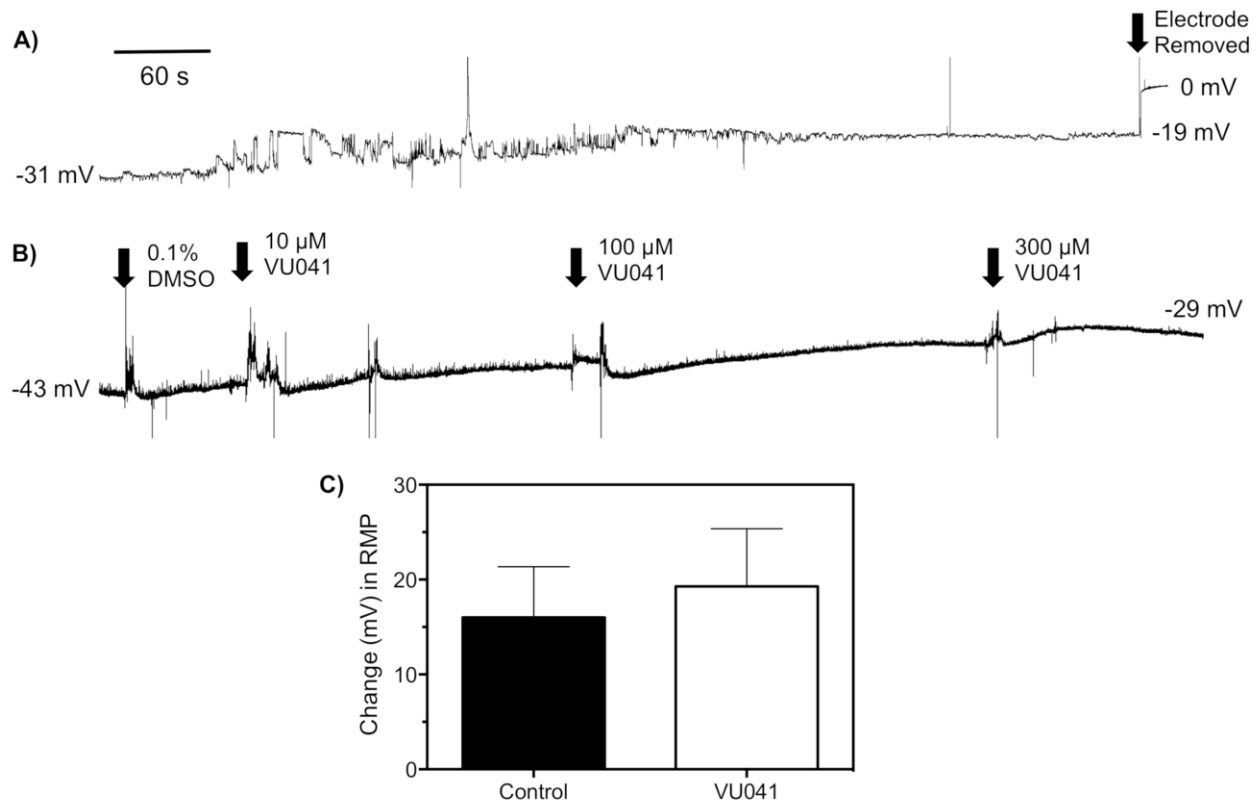 A)
60 s
Electrode
Removed
0 mV
-19 mV
-31 mV
B)
0.1%
DMSO
10 µM
VU041
100 µM
VU041
300 µM
VU041
-29 mV
-43 mV
C)
Change (mV) in RMP
30
20
10
0
Control
VU041